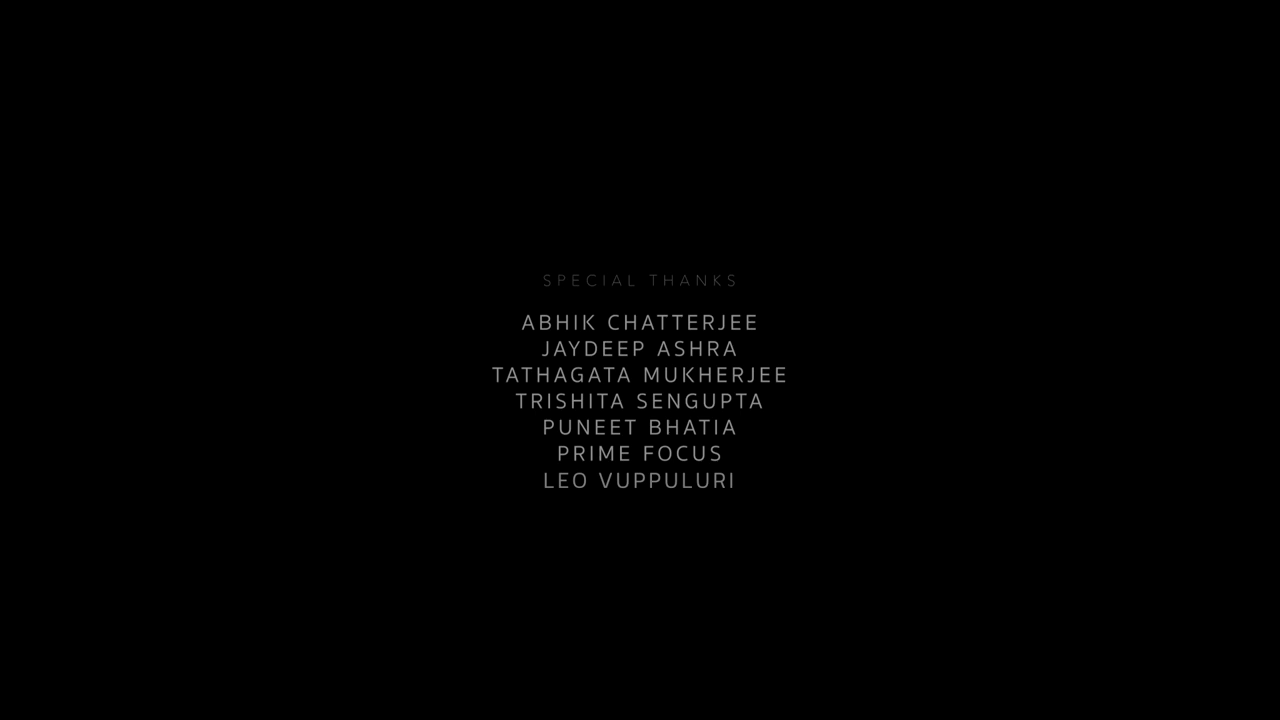 SPECIAL THANKS
ABHIK CHATTERJEE
JAYDEEP ASHRA
TATHAGATA MUKHERJEE
TRISHITA SENGUPTA
PUNEET BHATIA
PRIME FOCUS
LEO VUPPULURI